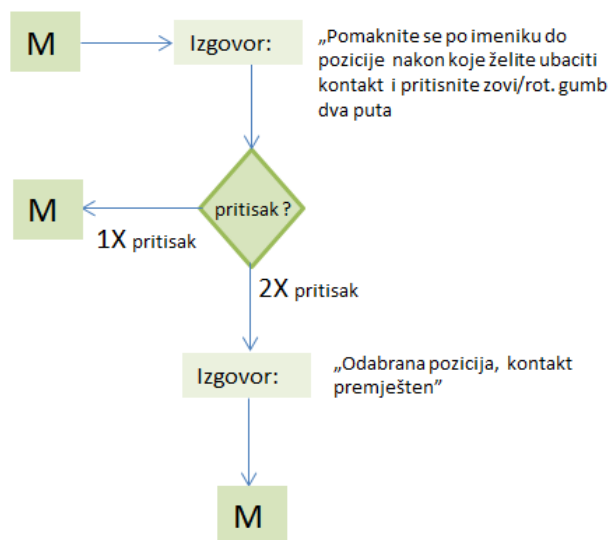 M
Izgovor:
„Pomaknite se po imeniku do
pozicije nakon koje želite ubaciti
kontakt i pritisnite zovi/rot. gumb
dva puta
M
pritisak ?
1X pritisak
2X pritisak
Izgovor:
„Odabrana pozicija, kontakt
premješten”
M